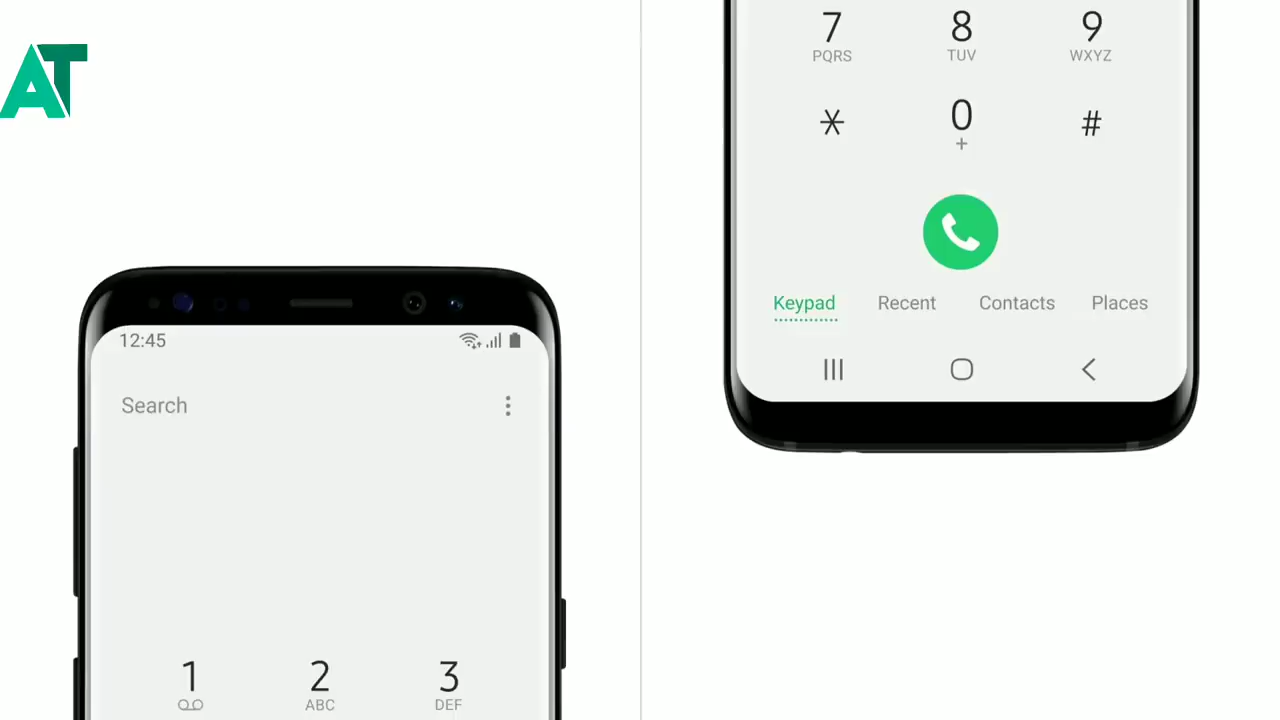 AT
12:45
Search
1 2 3
ABC DEF
7 8 9
PQRS TUV WXYZ
* 0 #
+
Keypad Recent Contacts Places